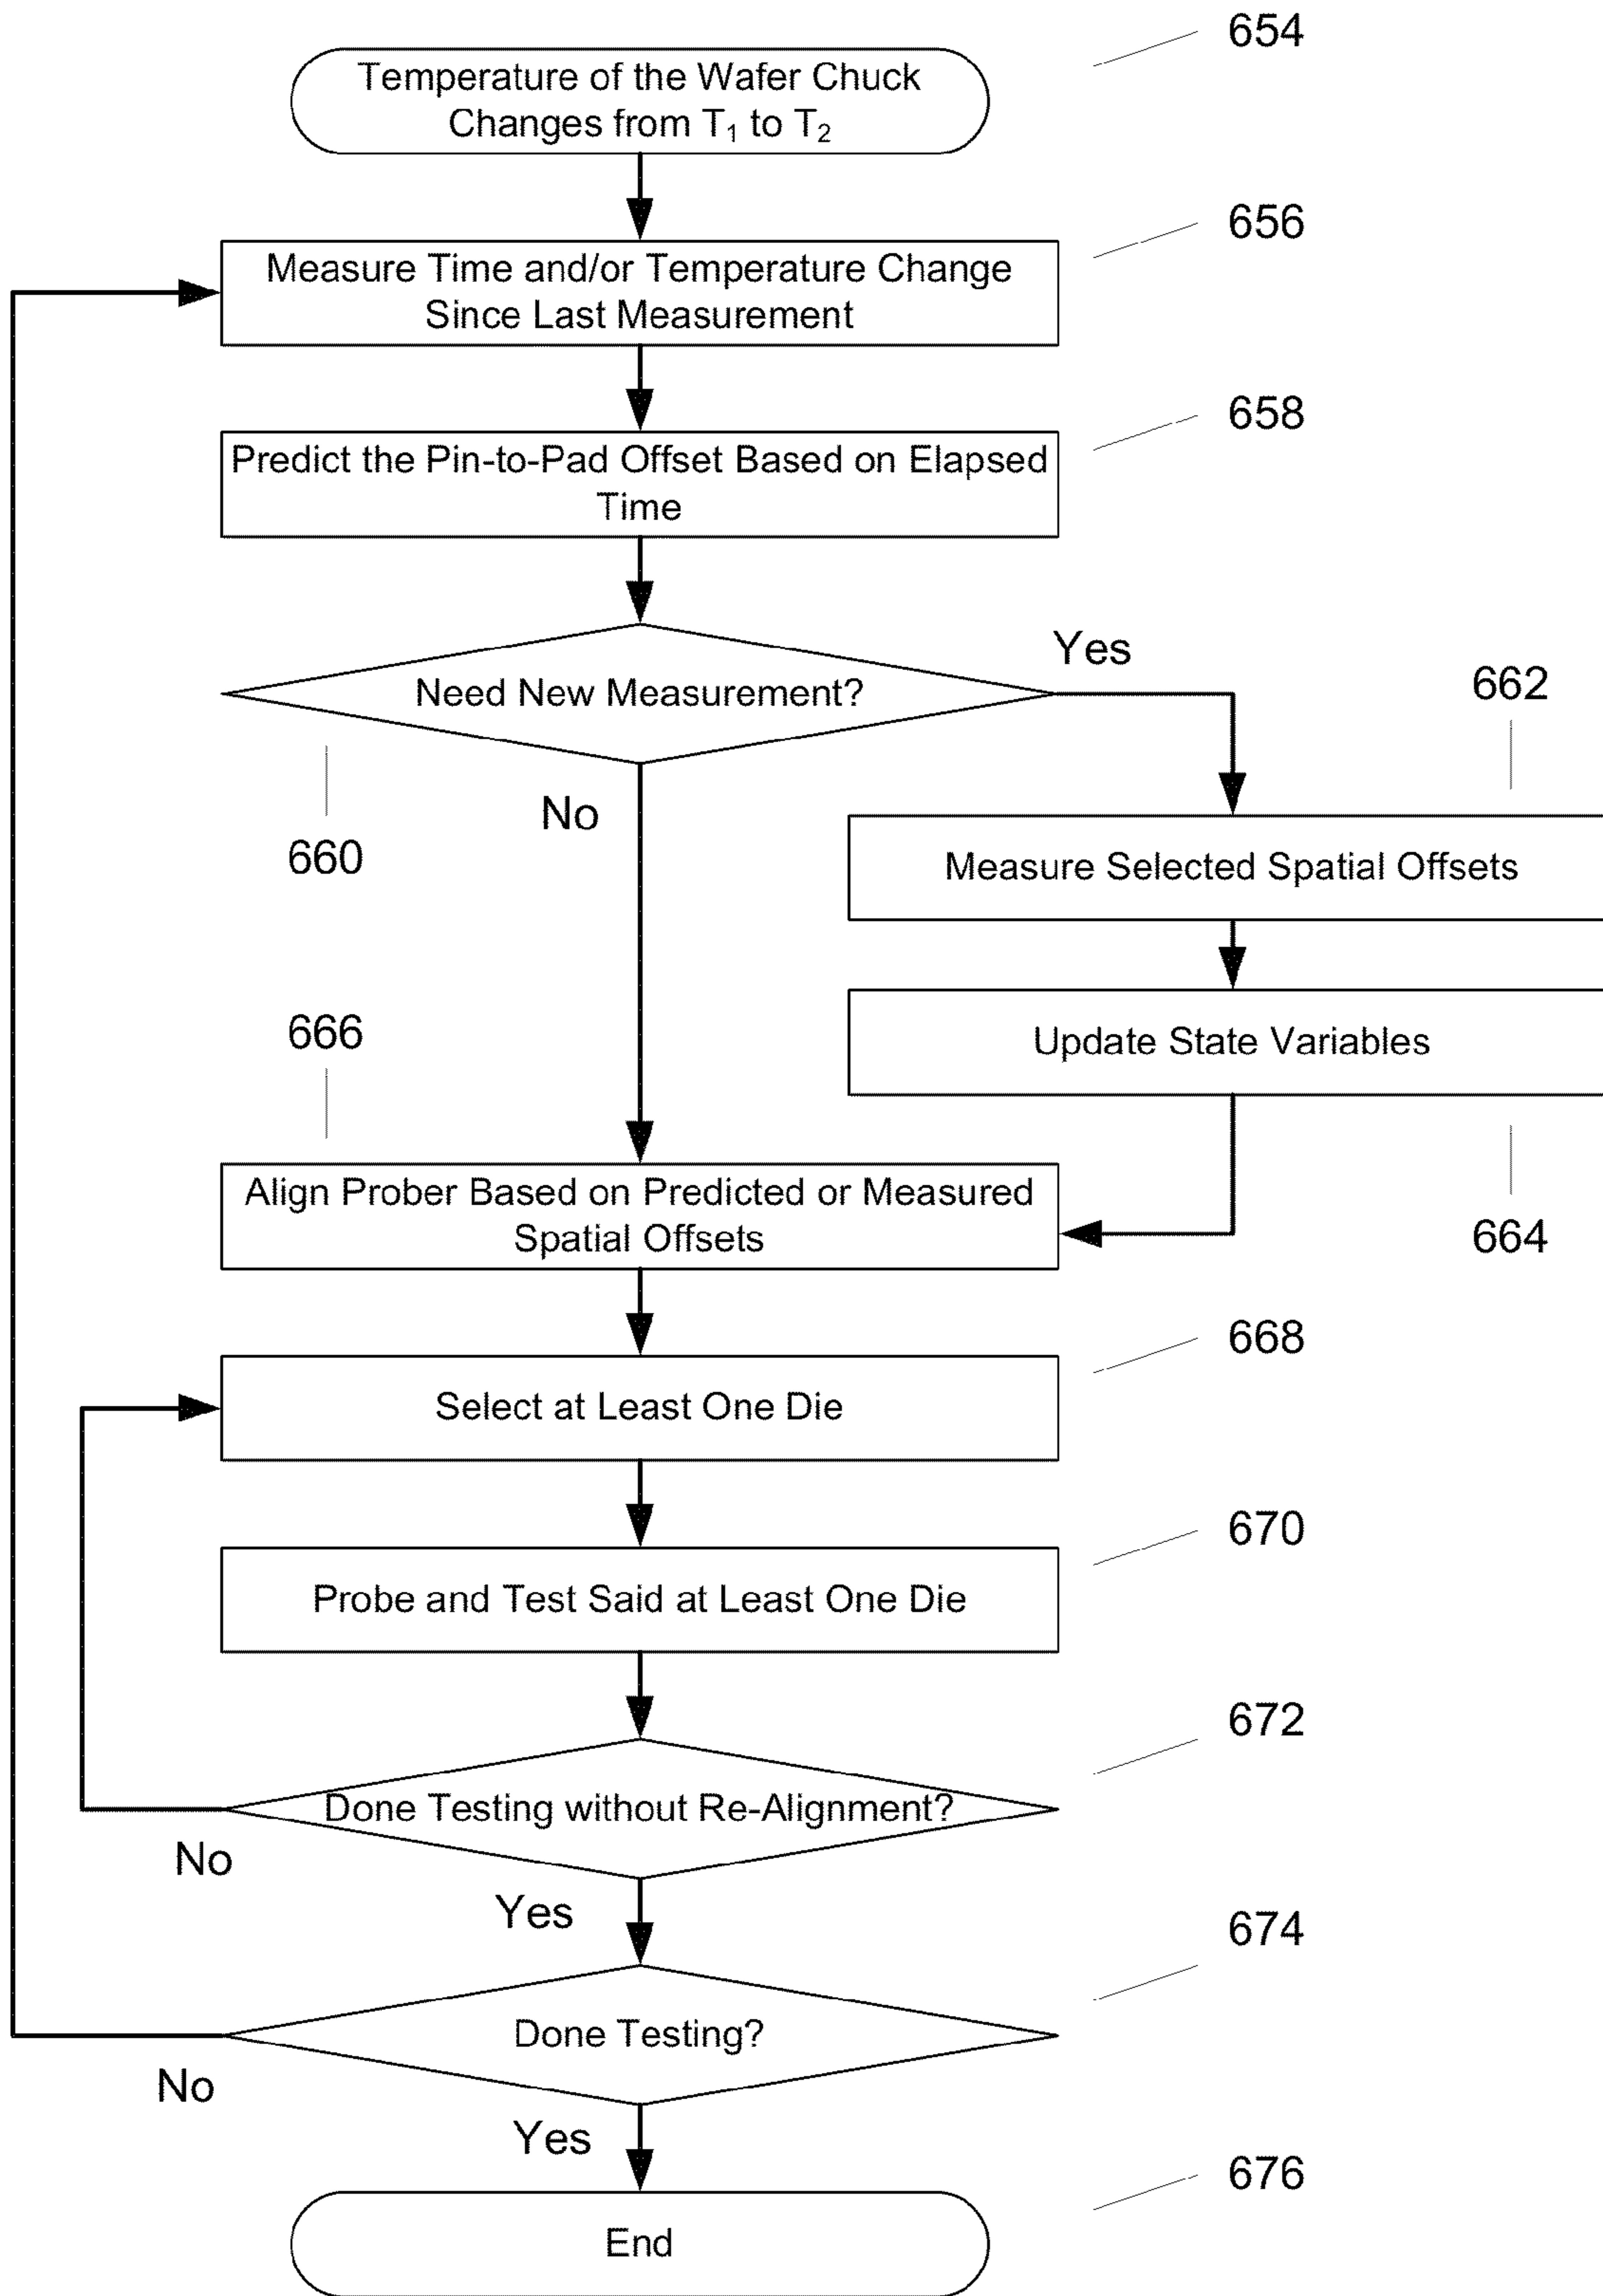 654
Temperature of the Wafer Chuck
Changes from T₁ to T₂
656
Measure Time and/or Temperature Change
Since Last Measurement
658
Predict the Pin-to-Pad Offset Based on Elapsed
Time
Yes
Need New Measurement?
662
No
660
Measure Selected Spatial Offsets
666
Update State Variables
Align Prober Based on Predicted or Measured
Spatial Offsets
664
668
Select at Least One Die
670
Probe and Test Said at Least One Die
672
Done Testing without Re-Alignment?
No
Yes
674
Done Testing?
No
Yes
676
End